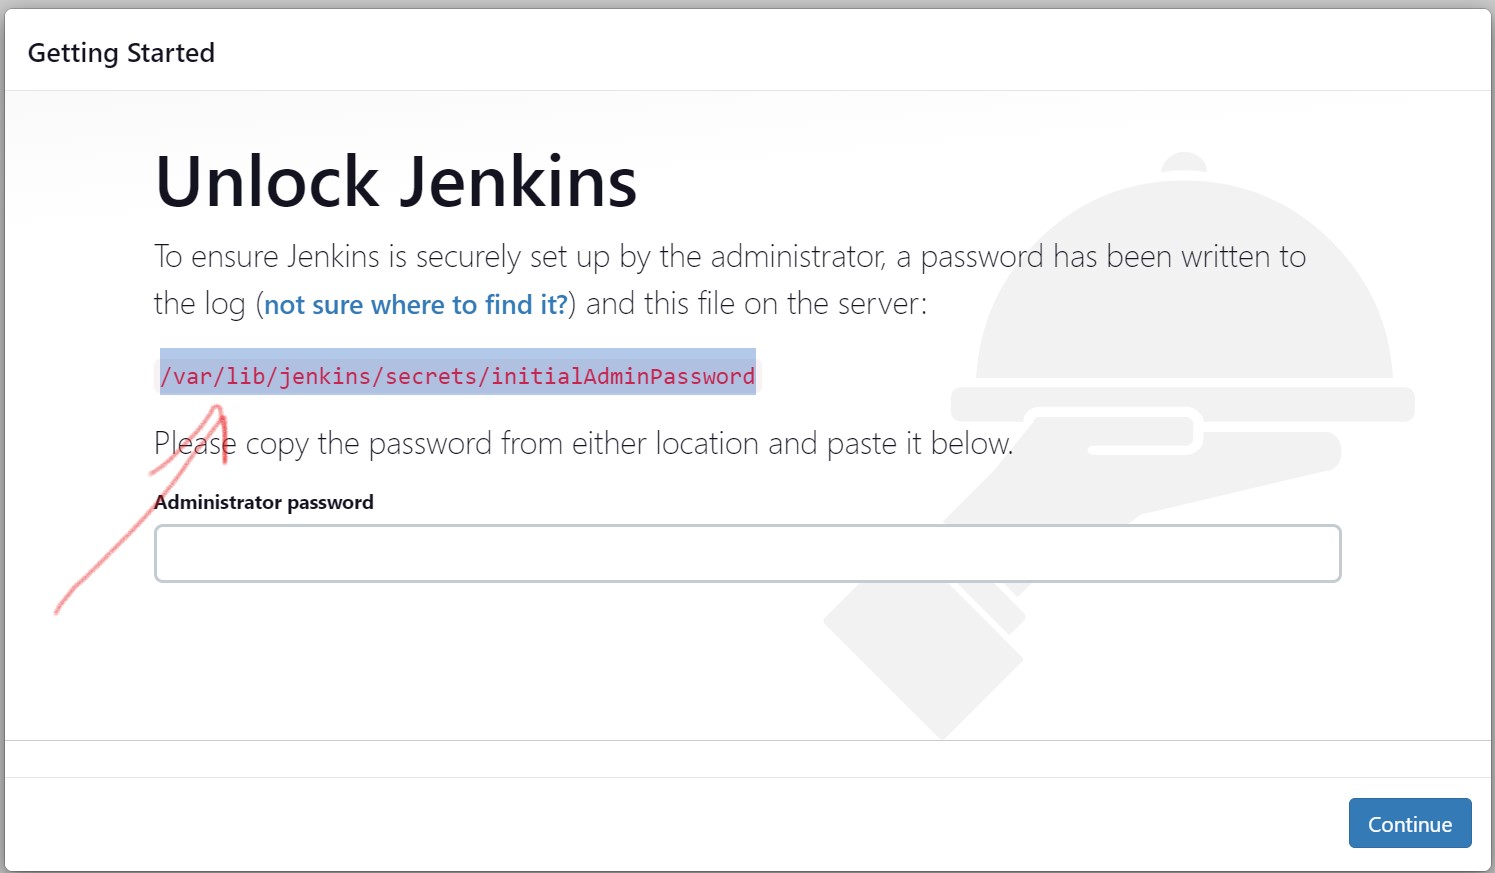 Getting Started
Unlock Jenkins
To ensure Jenkins is securely set up by the administrator, a password has been written to
the log (not sure where to find it?) and this file on the server:
/var/lib/jenkins/secrets/initialAdminPassword
Please copy the password from either location and paste it below.
Administrator password
Continue